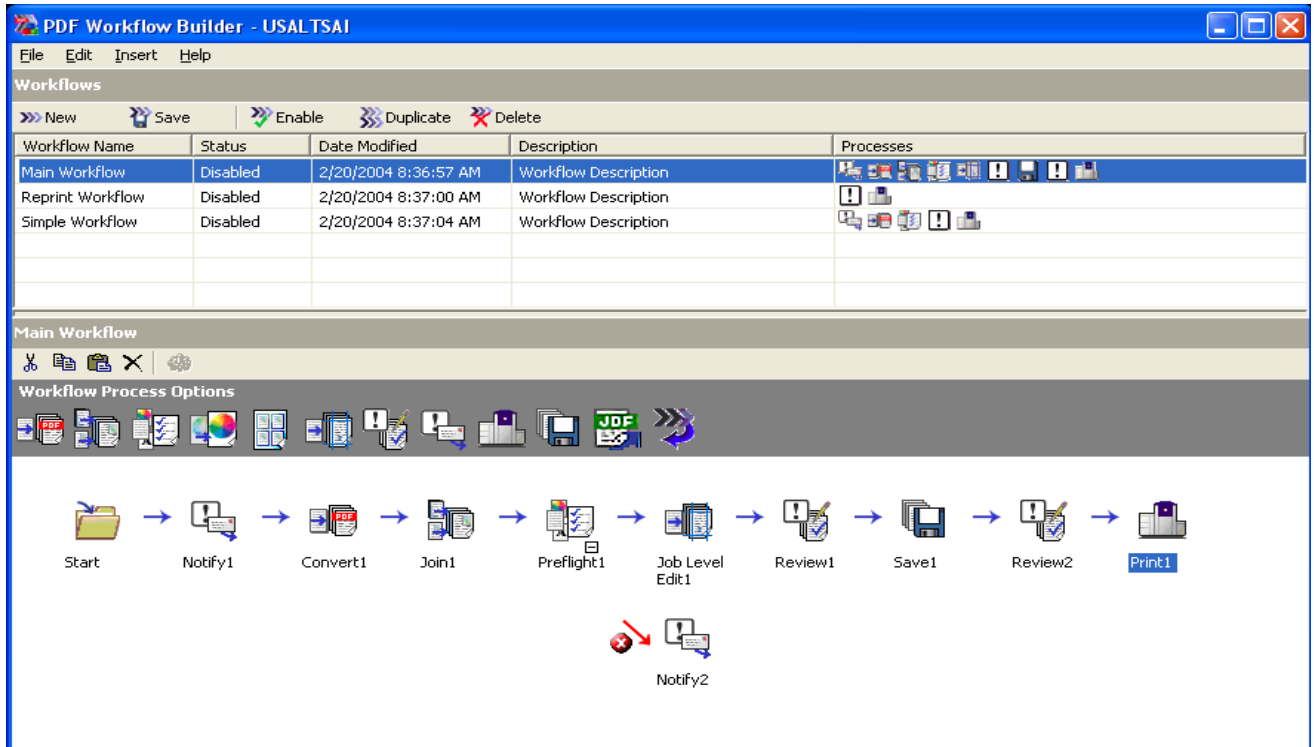 PDF Workflow Builder - USALTSAI
File Edit Insert Help
Workflows
New Save Enable Duplicate Delete
Workflow Name Status Date Modified Description Processes
Main Workflow Disabled 2/20/2004 8:36:57 AM Workflow Description
Reprint Workflow Disabled 2/20/2004 8:37:00 AM Workflow Description
Simple Workflow Disabled 2/20/2004 8:37:04 AM Workflow Description
Main Workflow
Workflow Process Options
PDF JDF
PDF
Start Notify1 Convert1 Join1 Preflight1 Job Level Review1 Save1 Review2 Print1
Edit1
Notify2